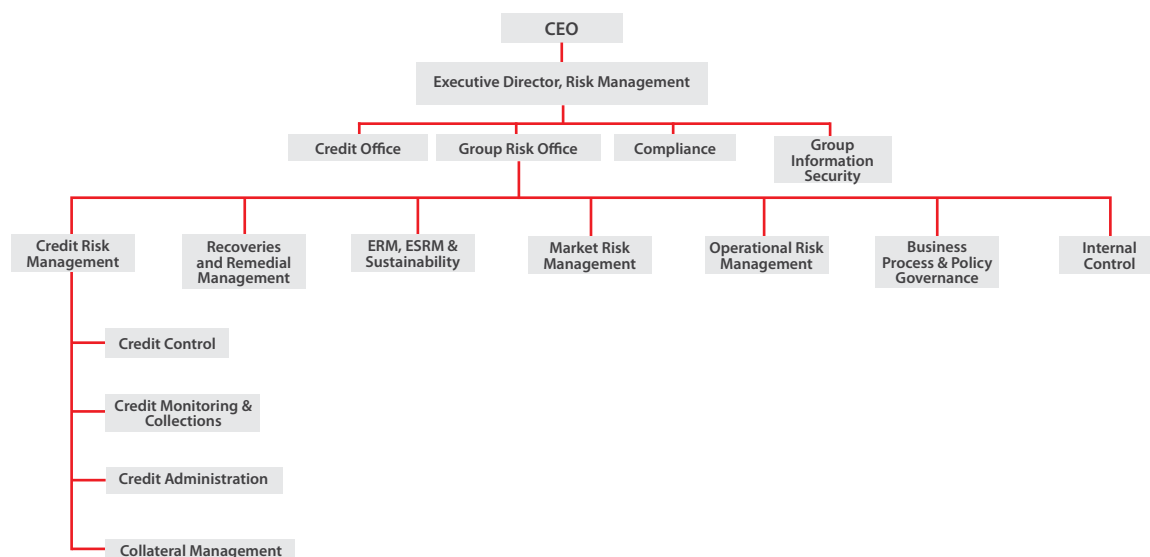 CEO
Executive Director, Risk Management
Credit Office
Group Risk Office
Compliance
Group
Information
Security
Credit Risk
Management
Recoveries
and Remedial
Management
ERM, ESRM &
Sustainability
Market Risk
Management
Operational Risk
Management
Business
Process & Policy
Governance
Internal
Control
Credit Control
Credit Monitoring &
Collections
Credit Administration
Collateral Management